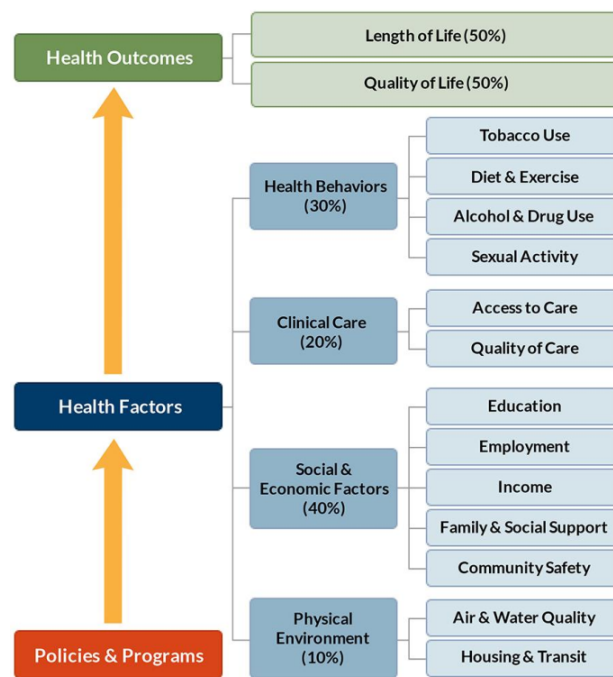 Health Outcomes
Length of Life (50%)
Quality of Life (50%)
Health Factors
Health Behaviors
(30%)
Tobacco Use
Diet & Exercise
Alcohol & Drug Use
Sexual Activity
Clinical Care
(20%)
Access to Care
Quality of Care
Social &
Economic Factors
(40%)
Education
Employment
Income
Family & Social Support
Community Safety
Physical
Environment
(10%)
Air & Water Quality
Housing & Transit
Policies & Programs